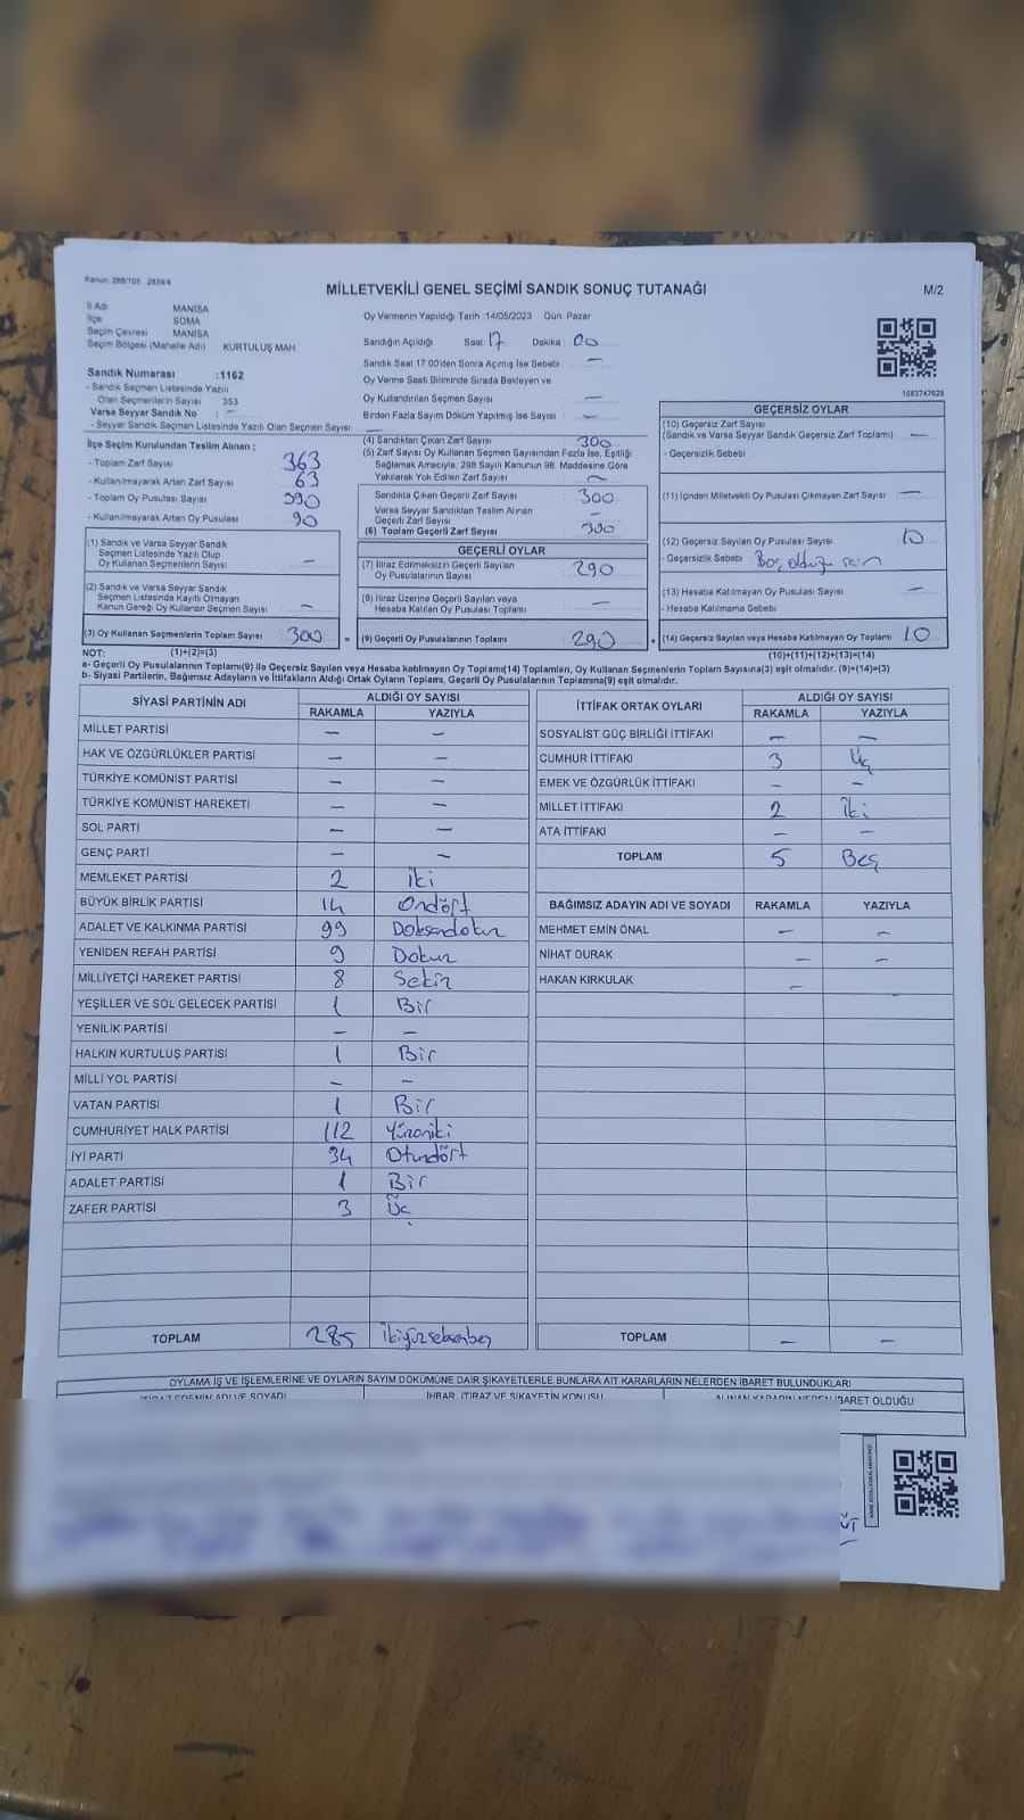 MİLLETVEKİLİ GENEL SEÇİMİ SANDIK SONUÇ TUTANAĞI
M/2
İl Adı MANİSA
İlçe SOMA
Seçim Çevresi MANİSA
Seçim Bölgesi (Mahalle Adı) KURTULUŞ MAH
Sandık Numarası :1162
- Sandık Seçmen Listesinde Yazılı
Olan Seçmenlerin Sayısı 353
Varsa Seyyar Sandık No : -
- Seyyar Sandık Seçmen Listesinde Yazılı Olan Seçmen Sayısı
Oy Vermenin Yapıldığı Tarih :14/05/2023 Gün: Pazar
Sandığın Açıldığı Saat: 17 Dakika 00
Sandık Saat 17:00'den Sonra Açılmış İse Sebebi —
Oy Verme Saati Bitiminde Sırada Bekleyen ve
Oy Kullandırılan Seçmen Sayısı —
Birden Fazla Sayım Döküm Yapılmış İse Sayısı —
İlçe Seçim Kurulundan Teslim Alınan :
- Toplam Zarf Sayısı 363
- Kullanılmayarak Artan Zarf Sayısı 63
- Toplam Oy Pusulası Sayısı 390
- Kullanılmayarak Artan Oy Pusulası 90
(1) Sandık ve Varsa Seyyar Sandık
Seçmen Listesinde Yazılı Olup
Oy Kullanan Seçmenlerin Sayısı —
(2) Sandık ve Varsa Seyyar Sandık
Seçmen Listesinde Kayıtlı Olmayan
Kanun Gereği Oy Kullanan Seçmen Sayısı —
(3) Oy Kullanan Seçmenlerin Toplam Sayısı 300
(4) Sandıktan Çıkan Zarf Sayısı 300
(5) Zarf Sayısı Oy Kullanan Seçmen Sayısından Fazla İse, Eşitliği
Sağlamak Amacıyla; 298 Sayılı Kanunun 98. Maddesine Göre
Yakılarak Yok Edilen Zarf Sayısı —
Sandıkta Çıkan Geçerli Zarf Sayısı 300
Varsa Seyyar Sandıktan Teslim Alınan
Geçerli Zarf Sayısı —
(6) Toplam Geçerli Zarf Sayısı 300
GEÇERLİ OYLAR
(7) İtiraz Edilmeksizin Geçerli Sayılan
Oy Pusulalarının Sayısı 290
(8) İtiraz Üzerine Geçerli Sayılan veya
Hesaba Katılan Oy Pusulası Toplamı —
= (9) Geçerli Oy Pusulalarının Toplamı 290
GEÇERSİZ OYLAR
(10) Geçersiz Zarf Sayısı
(Sandık ve Varsa Seyyar Sandık Geçersiz Zarf Toplamı) —
- Geçersizlik Sebebi
(11) İçinden Milletvekili Oy Pusulası Çıkmayan Zarf Sayısı —
(12) Geçersiz Sayılan Oy Pusulası Sayısı 10
- Geçersizlik Sebebi Boş olduğu için
(13) Hesaba Katılmayan Oy Pusulası Sayısı —
- Hesaba Katılmama Sebebi
(14) Geçersiz Sayılan veya Hesaba Katılmayan Oy Toplamı 10
NOT: (1)+(2)=(3)
(10)+(11)+(12)+(13)=(14)
a- Geçerli Oy Pusulalarının Toplamı(9) ile Geçersiz Sayılan veya Hesaba katılmayan Oy Toplamı(14) Toplamları, Oy Kullanan Seçmenlerin Toplam Sayısına(3) eşit olmalıdır. (9)+(14)=(3)
b- Siyasi Partilerin, Bağımsız Adayların ve İttifakların Aldığı Ortak Oyların Toplamı, Geçerli Oy Pusulalarının Toplamına(9) eşit olmalıdır.
SİYASİ PARTİNİN ADI ALDIĞI OY SAYISI
RAKAMLA YAZIYLA
MİLLET PARTİSİ — —
HAK VE ÖZGÜRLÜKLER PARTİSİ — —
TÜRKİYE KOMÜNİST PARTİSİ — —
TÜRKİYE KOMÜNİST HAREKETİ — —
SOL PARTİ — —
GENÇ PARTİ — —
MEMLEKET PARTİSİ 2 iki
BÜYÜK BİRLİK PARTİSİ 14 Ondört
ADALET VE KALKINMA PARTİSİ 99 Doksandokuz
YENİDEN REFAH PARTİSİ 9 Dokuz
MİLLİYETÇİ HAREKET PARTİSİ 8 Sekiz
YEŞİLLER VE SOL GELECEK PARTİSİ 1 Bir
YENİLİK PARTİSİ — —
HALKIN KURTULUŞ PARTİSİ 1 Bir
MİLLİ YOL PARTİSİ — —
VATAN PARTİSİ 1 Bir
CUMHURİYET HALK PARTİSİ 112 Yüzoniki
İYİ PARTİ 34 Otuzdört
ADALET PARTİSİ 1 Bir
ZAFER PARTİSİ 3 Üç
TOPLAM 285 ikiyüzseksenbeş
İTTİFAK ORTAK OYLARI ALDIĞI OY SAYISI
RAKAMLA YAZIYLA
SOSYALİST GÜÇ BİRLİĞİ İTTİFAKI — —
CUMHUR İTTİFAKI 3 Üç
EMEK VE ÖZGÜRLÜK İTTİFAKI — —
MİLLET İTTİFAKI 2 İki
ATA İTTİFAKI — —
TOPLAM 5 Beş
BAĞIMSIZ ADAYIN ADI VE SOYADI RAKAMLA YAZIYLA
MEHMET EMİN ÖNAL — —
NİHAT DURAK — —
HAKAN KIRKULAK —
TOPLAM — —
OYLAMA İŞ VE İŞLEMLERİNE VE OYLARIN SAYIM DÖKÜMÜNE DAİR ŞİKAYETLERLE BUNLARA AİT KARARLARIN NELERDEN İBARET BULUNDUKLARI
İTİRAZ EDENİN ADI VE SOYADI İHBAR, İTİRAZ VE ŞİKAYETİN KONUSU ALINAN KARARIN NEDEN İBARET OLDUĞU